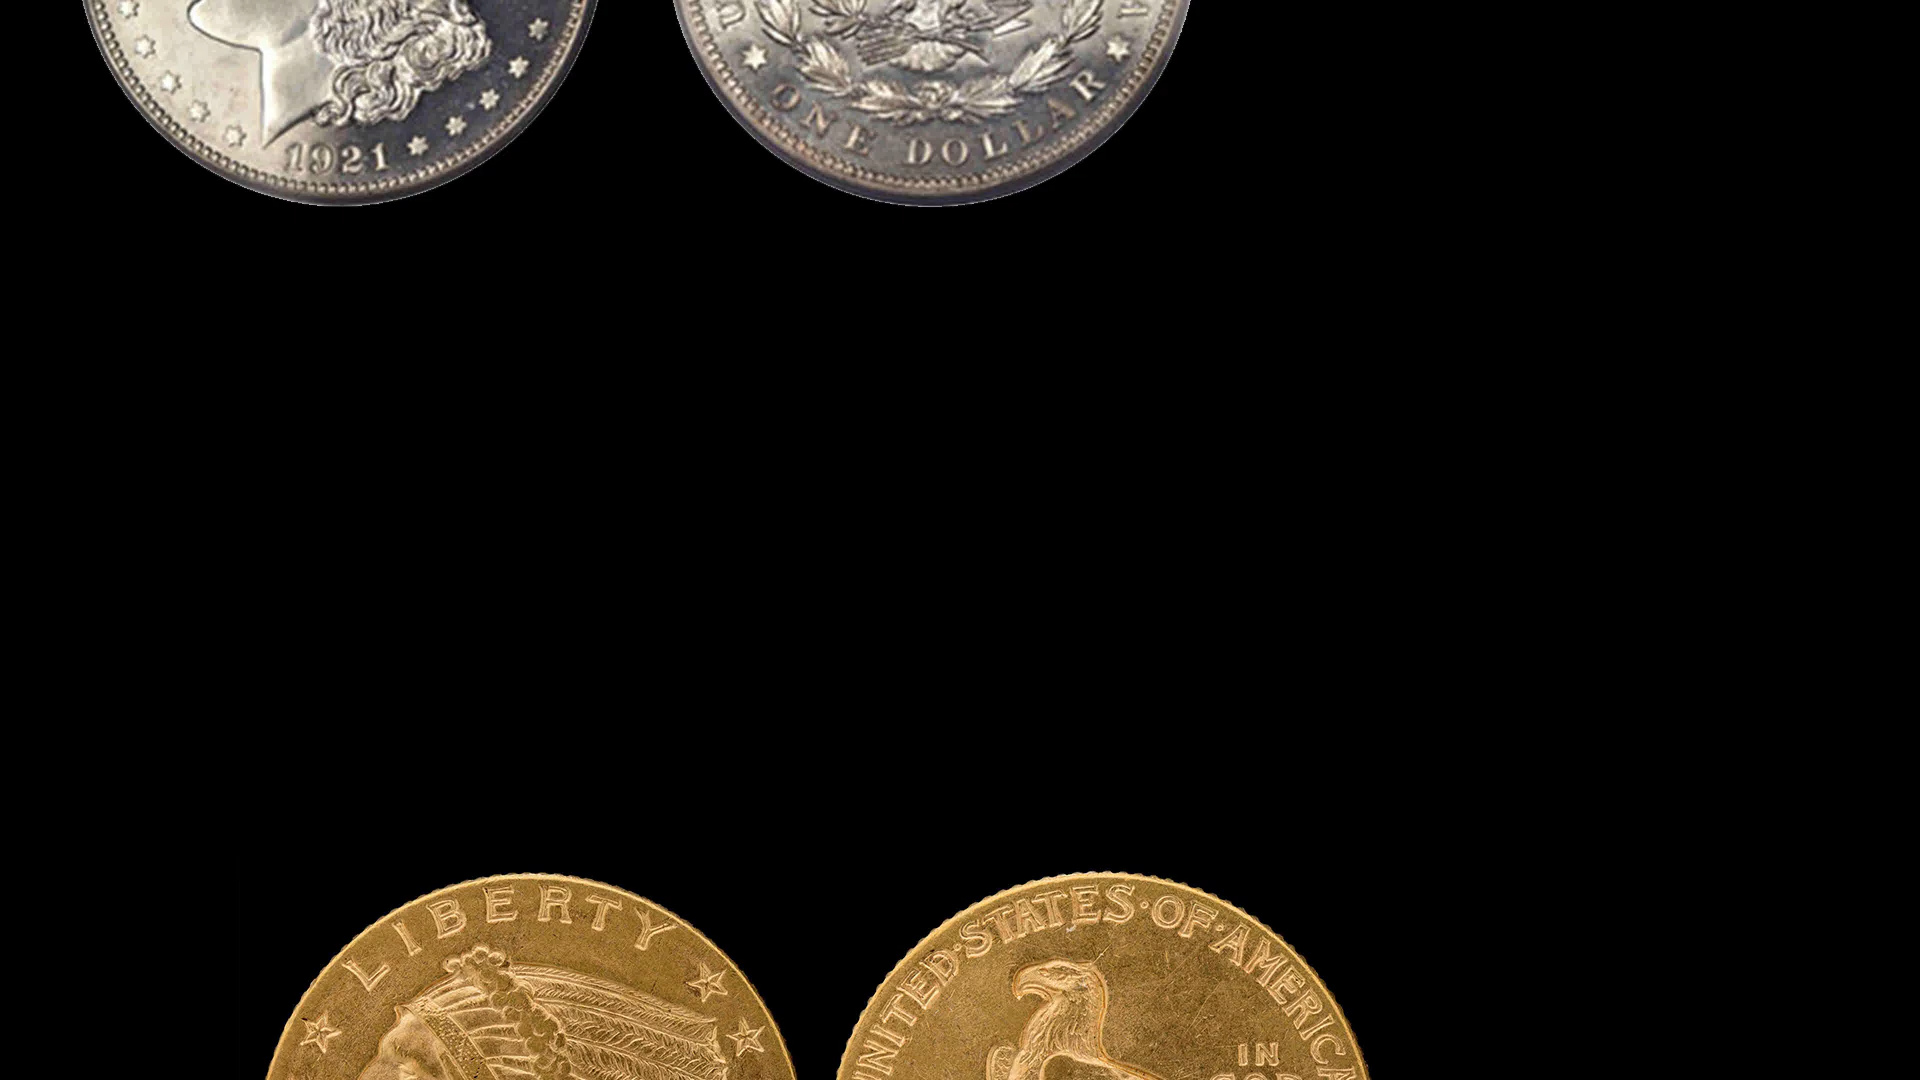 1921
ONE DOLLAR
LIBERTY
UNITED·STATES·OF·AMERICA
IN